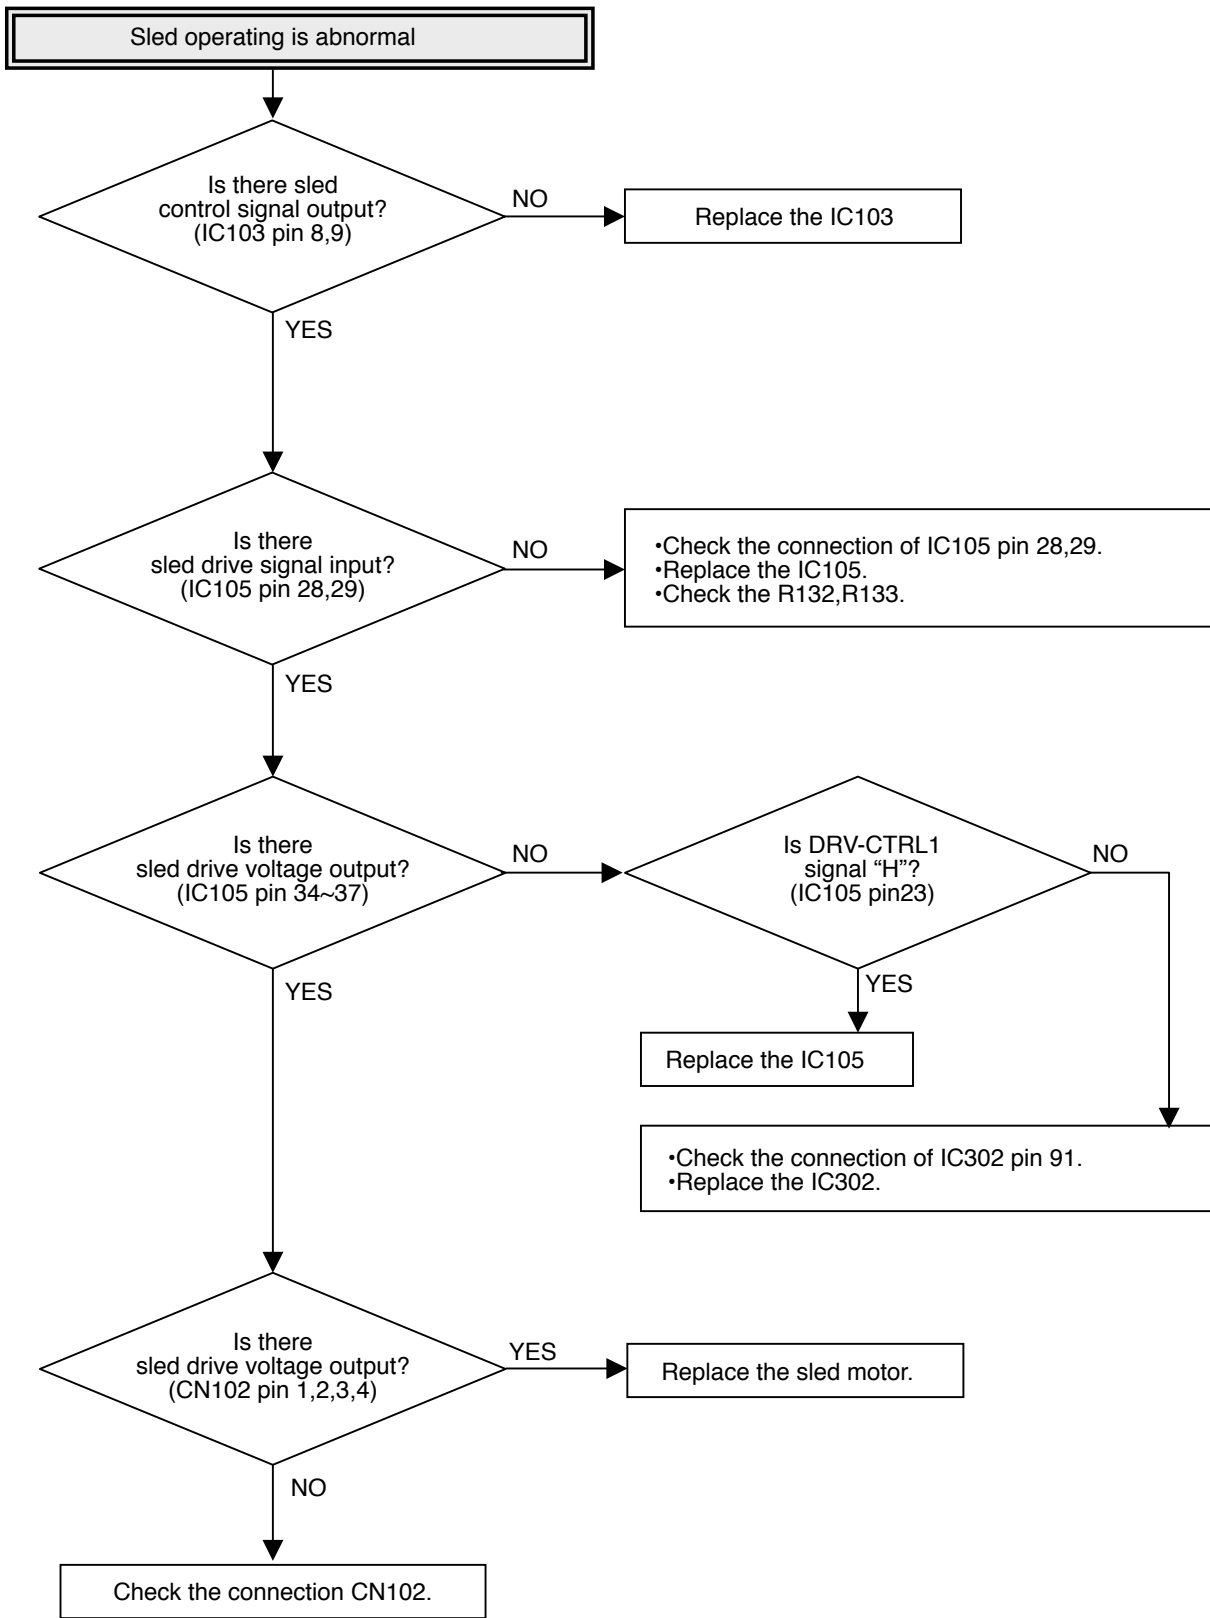 Sled operating is abnormal
Is there sled
control signal output?
(IC103 pin 8,9)
NO
Replace the IC103
YES
Is there
sled drive signal input?
(IC105 pin 28,29)
NO
•Check the connection of IC105 pin 28,29.
•Replace the IC105.
•Check the R132,R133.
YES
Is there
sled drive voltage output?
(IC105 pin 34~37)
NO
Is DRV-CTRL1
signal “H”?
(IC105 pin23)
NO
YES
YES
Replace the IC105
•Check the connection of IC302 pin 91.
•Replace the IC302.
Is there
sled drive voltage output?
(CN102 pin 1,2,3,4)
YES
Replace the sled motor.
NO
Check the connection CN102.